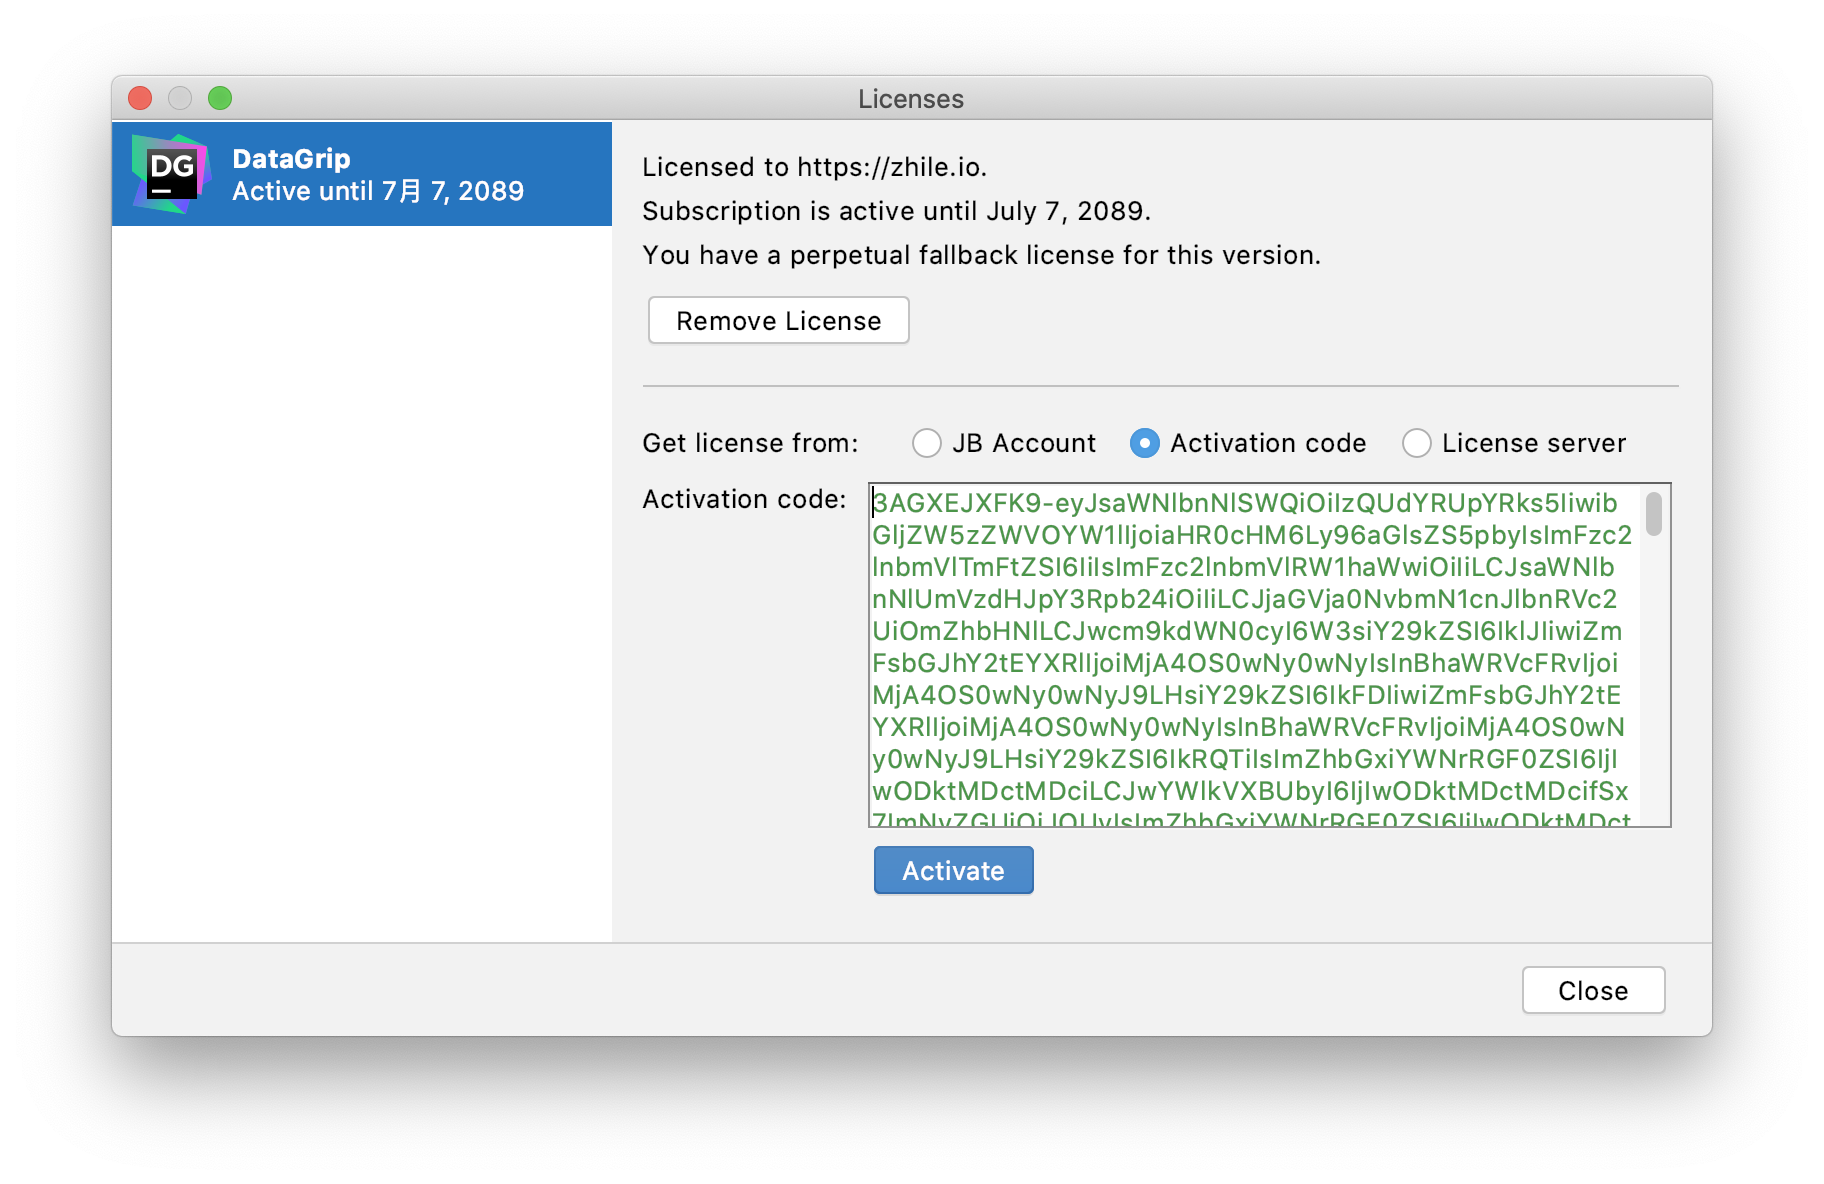 Licenses
DG
DataGrip
Active until 7月 7, 2089
Licensed to https://zhile.io.
Subscription is active until July 7, 2089.
You have a perpetual fallback license for this version.
Remove License
Get license from: JB Account Activation code License server
Activation code:
3AGXEJXFK9-eyJsaWNlbnNlSWQiOiIzQUdYRUpYRks5Iiwib
GljZW5zZWVOYW1lIjoiaHR0cHM6Ly96aGlsZS5pbyIsImFzc2
lnbmVlTmFtZSI6IiIsImFzc2lnbmVlRW1haWwiOiIiLCJsaWNlb
nNlUmVzdHJpY3Rpb24iOiIiLCJjaGVja0NvbmN1cnJlbnRVc2
UiOmZhbHNlLCJwcm9kdWN0cyI6W3siY29kZSI6IklJIiwiZm
FsbGJhY2tEYXRlIjoiMjA4OS0wNy0wNyIsInBhaWRVcFRvIjoi
MjA4OS0wNy0wNyJ9LHsiY29kZSI6IkFDIiwiZmFsbGJhY2tE
YXRlIjoiMjA4OS0wNy0wNyIsInBhaWRVcFRvIjoiMjA4OS0wN
y0wNyJ9LHsiY29kZSI6IkRQTiIsImZhbGxiYWNrRGF0ZSI6IjI
wODktMDctMDciLCJwYWlkVXBUbyI6IjIwODktMDctMDcifSx
Activate
Close